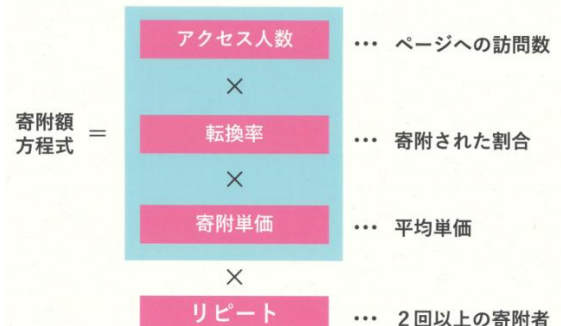 アクセス人数 … ページへの訪問数
×
寄附額
方程式 = 転換率 … 寄附された割合
×
寄附単価 … 平均単価
×
リピート … 2回以上の寄附者